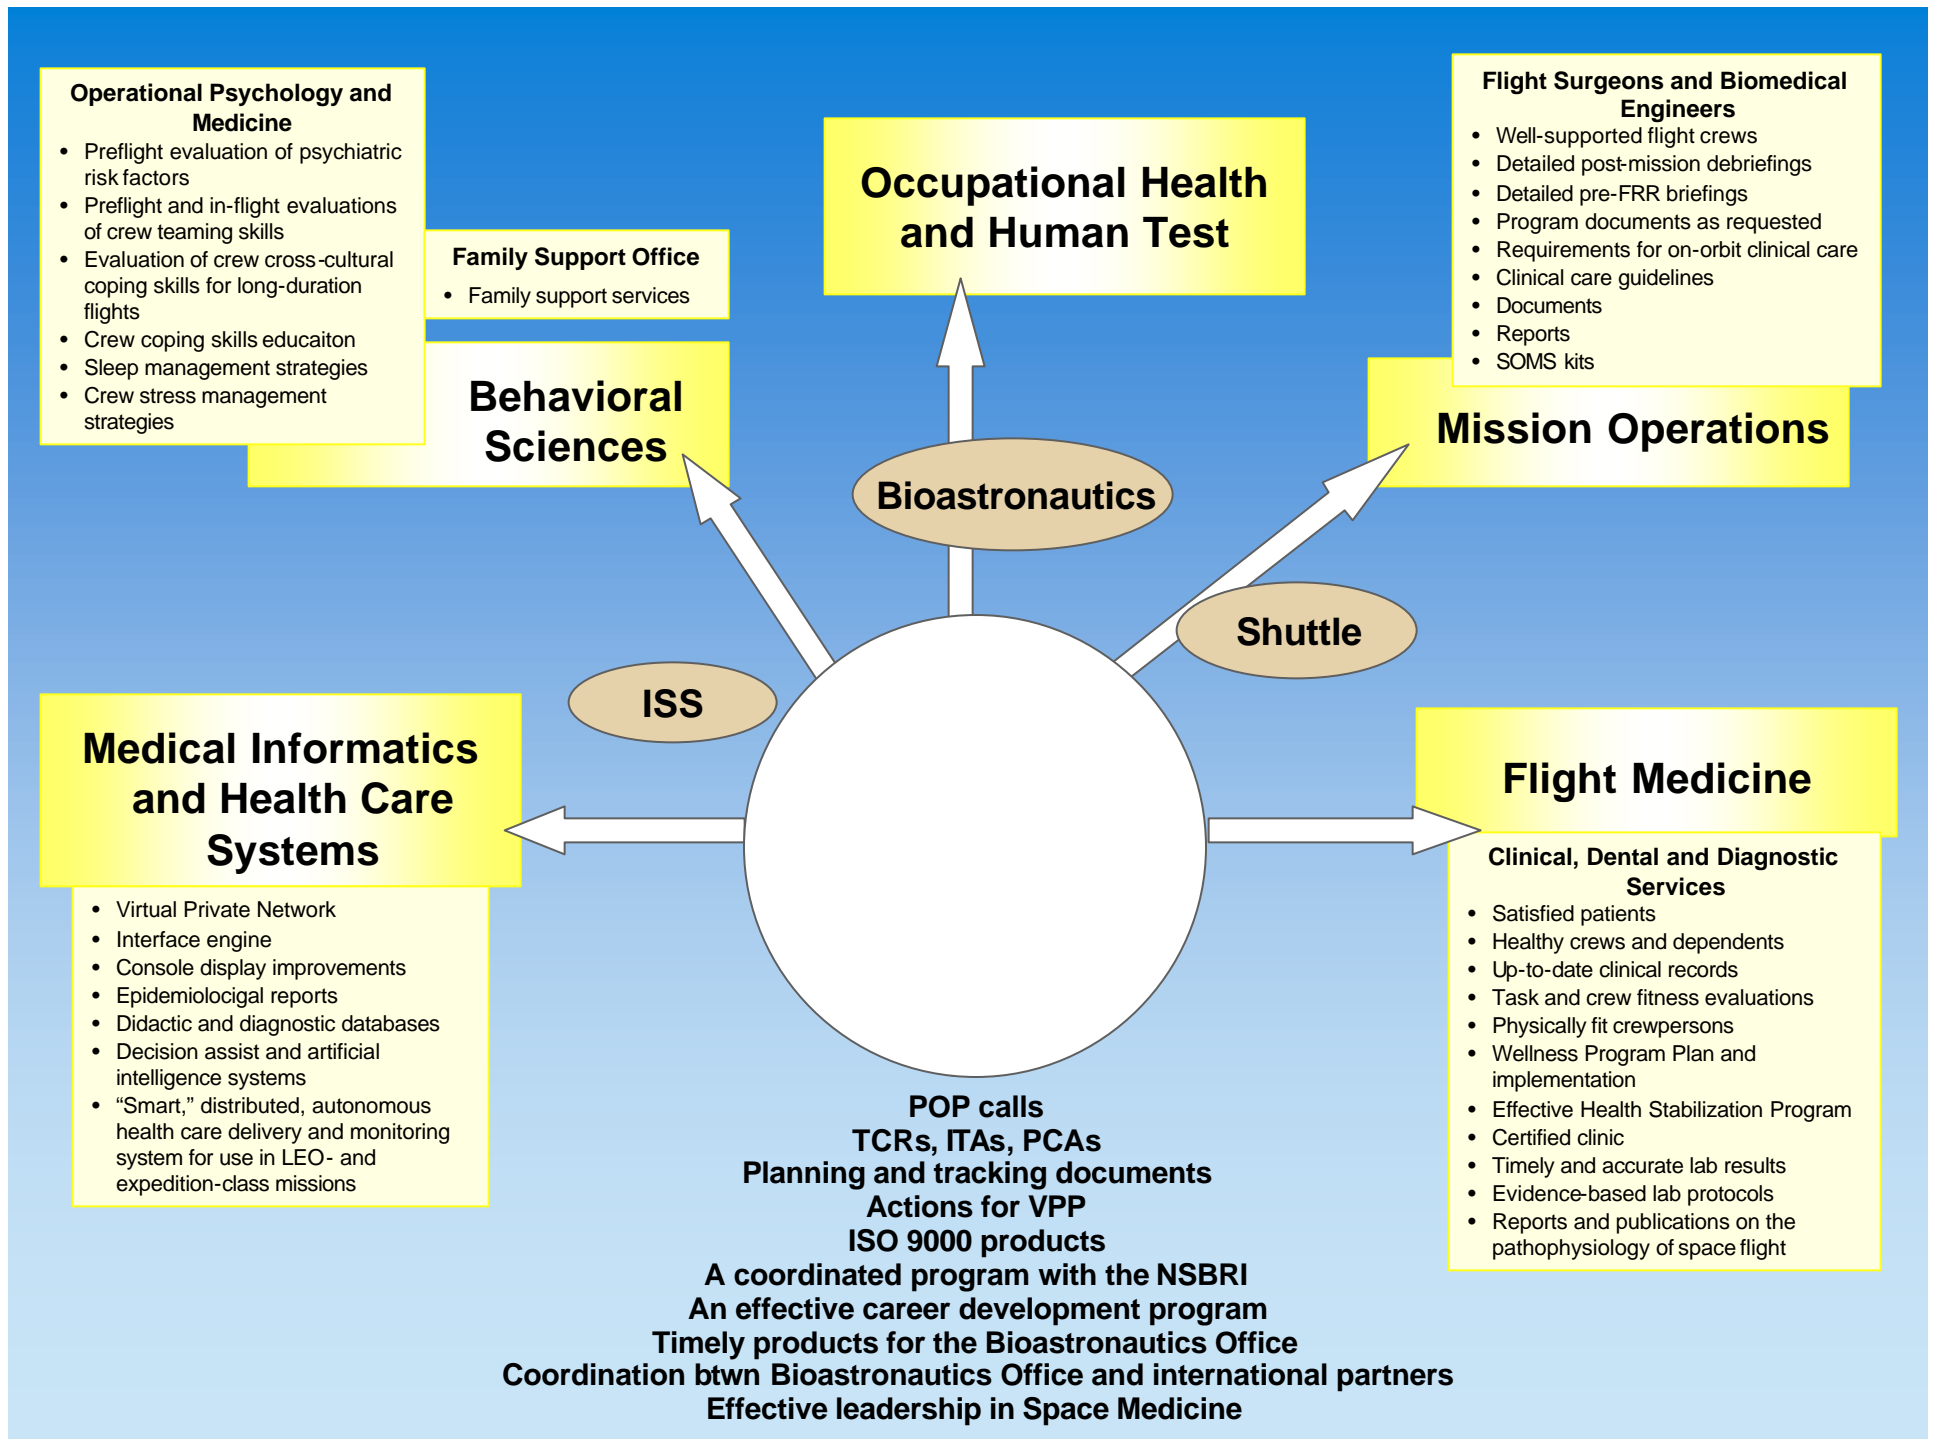 Operational Psychology and
Medicine
• Preflight evaluation of psychiatric
risk factors
• Preflight and in-flight evaluations
of crew teaming skills
• Evaluation of crew cross-cultural
coping skills for long-duration
flights
• Crew coping skills educaiton
• Sleep management strategies
• Crew stress management
strategies
Family Support Office
• Family support services
Behavioral
Sciences
Occupational Health
and Human Test
Flight Surgeons and Biomedical
Engineers
• Well-supported flight crews
• Detailed post-mission debriefings
• Detailed pre-FRR briefings
• Program documents as requested
• Requirements for on-orbit clinical care
• Clinical care guidelines
• Documents
• Reports
• SOMS kits
Mission Operations
Bioastronautics
Shuttle
ISS
Medical Informatics
and Health Care
Systems
• Virtual Private Network
• Interface engine
• Console display improvements
• Epidemiolocigal reports
• Didactic and diagnostic databases
• Decision assist and artificial
intelligence systems
• “Smart,” distributed, autonomous
health care delivery and monitoring
system for use in LEO- and
expedition-class missions
Flight Medicine
Clinical, Dental and Diagnostic
Services
• Satisfied patients
• Healthy crews and dependents
• Up-to-date clinical records
• Task and crew fitness evaluations
• Physically fit crewpersons
• Wellness Program Plan and
implementation
• Effective Health Stabilization Program
• Certified clinic
• Timely and accurate lab results
• Evidence-based lab protocols
• Reports and publications on the
pathophysiology of space flight
POP calls
TCRs, ITAs, PCAs
Planning and tracking documents
Actions for VPP
ISO 9000 products
A coordinated program with the NSBRI
An effective career development program
Timely products for the Bioastronautics Office
Coordination btwn Bioastronautics Office and international partners
Effective leadership in Space Medicine